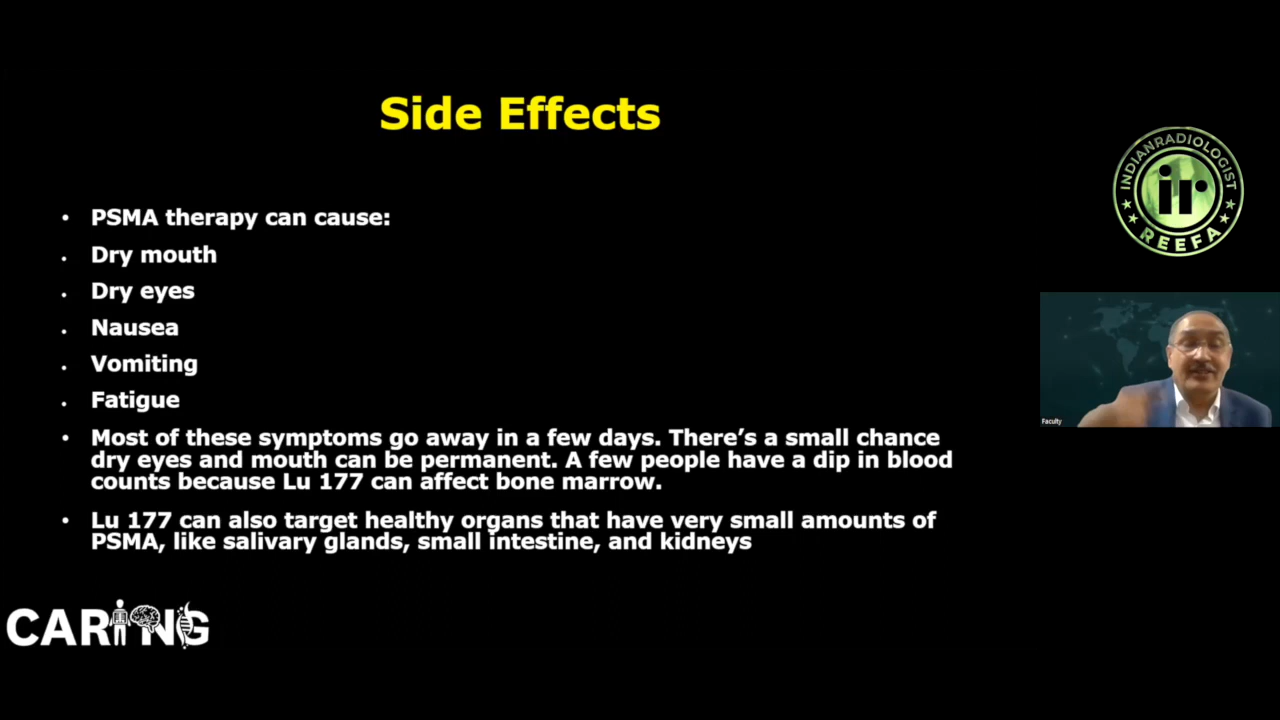 Side Effects
• PSMA therapy can cause:
• Dry mouth
• Dry eyes
• Nausea
• Vomiting
• Fatigue
• Most of these symptoms go away in a few days. There’s a small chance
dry eyes and mouth can be permanent. A few people have a dip in blood
counts because Lu 177 can affect bone marrow.
• Lu 177 can also target healthy organs that have very small amounts of
PSMA, like salivary glands, small intestine, and kidneys
INDIANRADIOLOGIST
ir
REEFA
Faculty
CARING